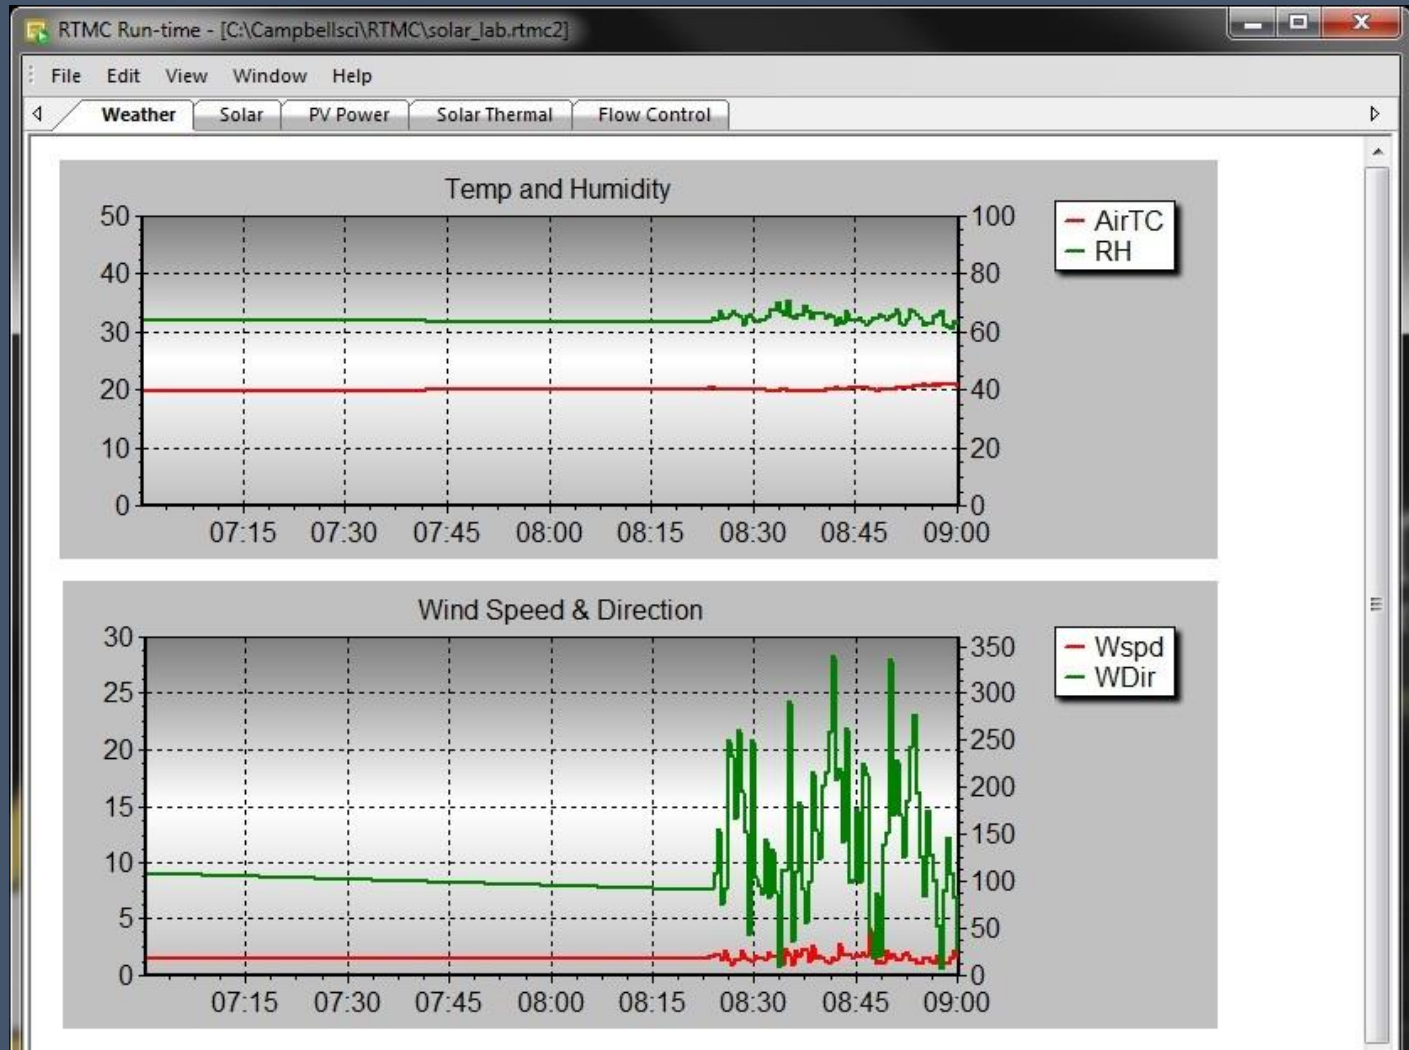 RTMC Run-time - [C:\Campbellsci\RTMC\solar_lab.rtmc2]
File Edit View Window Help
Weather Solar PV Power Solar Thermal Flow Control
Temp and Humidity
50 100
40 80
30 60
20 40
10 20
0 0
07:15 07:30 07:45 08:00 08:15 08:30 08:45 09:00
AirTC
RH
Wind Speed & Direction
30 350
25 300
20 250
15 200
10 150
5 100
0 50
0
07:15 07:30 07:45 08:00 08:15 08:30 08:45 09:00
Wspd
WDir